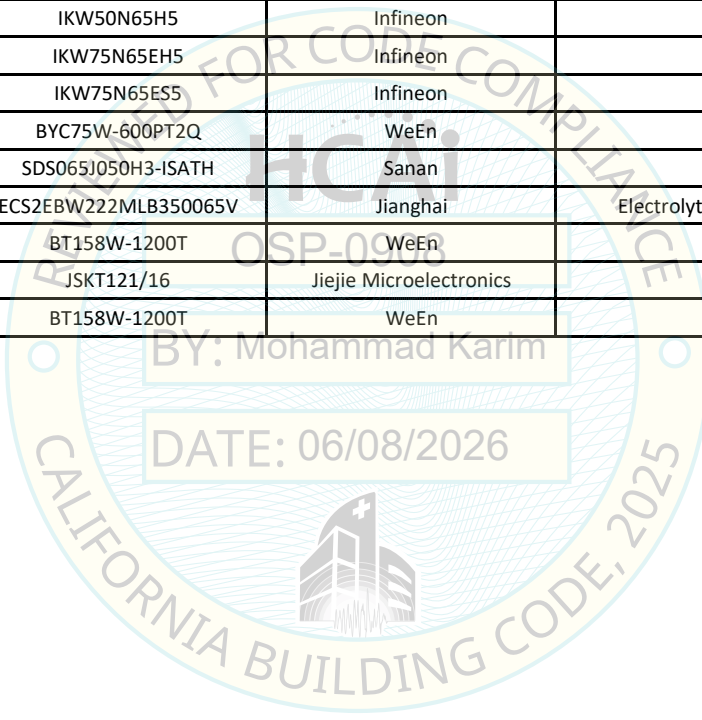 IKW50N65H5 Infineon
IKW75N65EH5 Infineon
IKW75N65ES5 Infineon
BYC75W-600PT2Q WeEn
SDS065J050H3-ISATH Sanan
ECS2EBW222MLB350065V Jianghai Electrolyt
BT158W-1200T WeEn
JSKT121/16 Jiejie Microelectronics
BT158W-1200T WeEn
REVIEWED FOR CODE COMPLIANCE
HCAi
OSP-0908
BY: Mohammad Karim
DATE: 06/08/2026
CALIFORNIA BUILDING CODE, 2025